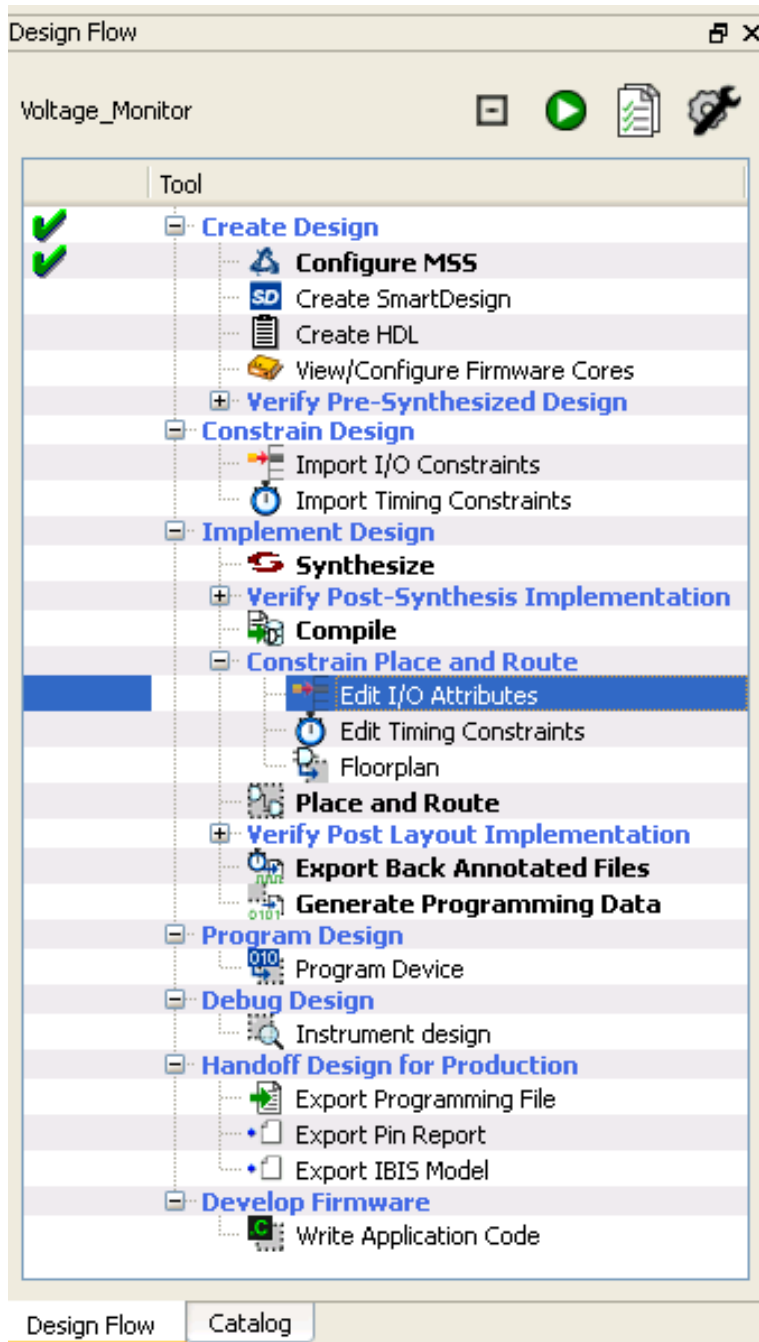 Design Flow
Voltage_Monitor
Tool
Create Design
Configure MSS
SD Create SmartDesign
Create HDL
View/Configure Firmware Cores
Verify Pre-Synthesized Design
Constrain Design
Import I/O Constraints
Import Timing Constraints
Implement Design
Synthesize
Verify Post-Synthesis Implementation
Compile
Constrain Place and Route
Edit I/O Attributes
Edit Timing Constraints
Floorplan
Place and Route
Verify Post Layout Implementation
Export Back Annotated Files
0101 Generate Programming Data
Program Design
010 Program Device
Debug Design
Instrument design
Handoff Design for Production
Export Programming File
Export Pin Report
Export IBIS Model
Develop Firmware
.C Write Application Code
Design Flow Catalog